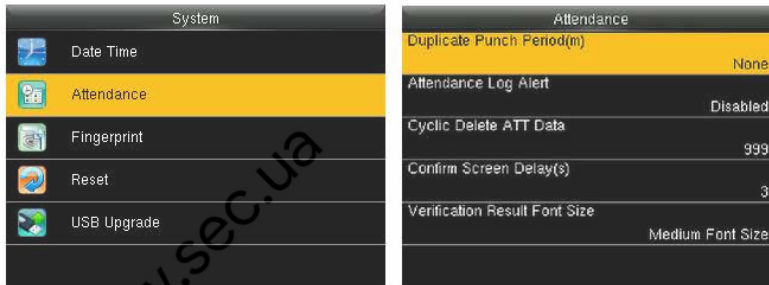 System
Date Time
Attendance
Fingerprint
Reset
USB Upgrade
Attendance
Duplicate Punch Period(m)
None
Attendance Log Alert
Disabled
Cyclic Delete ATT Data
999
Confirm Screen Delay(s)
3
Verification Result Font Size
Medium Font Size
.sec.ua